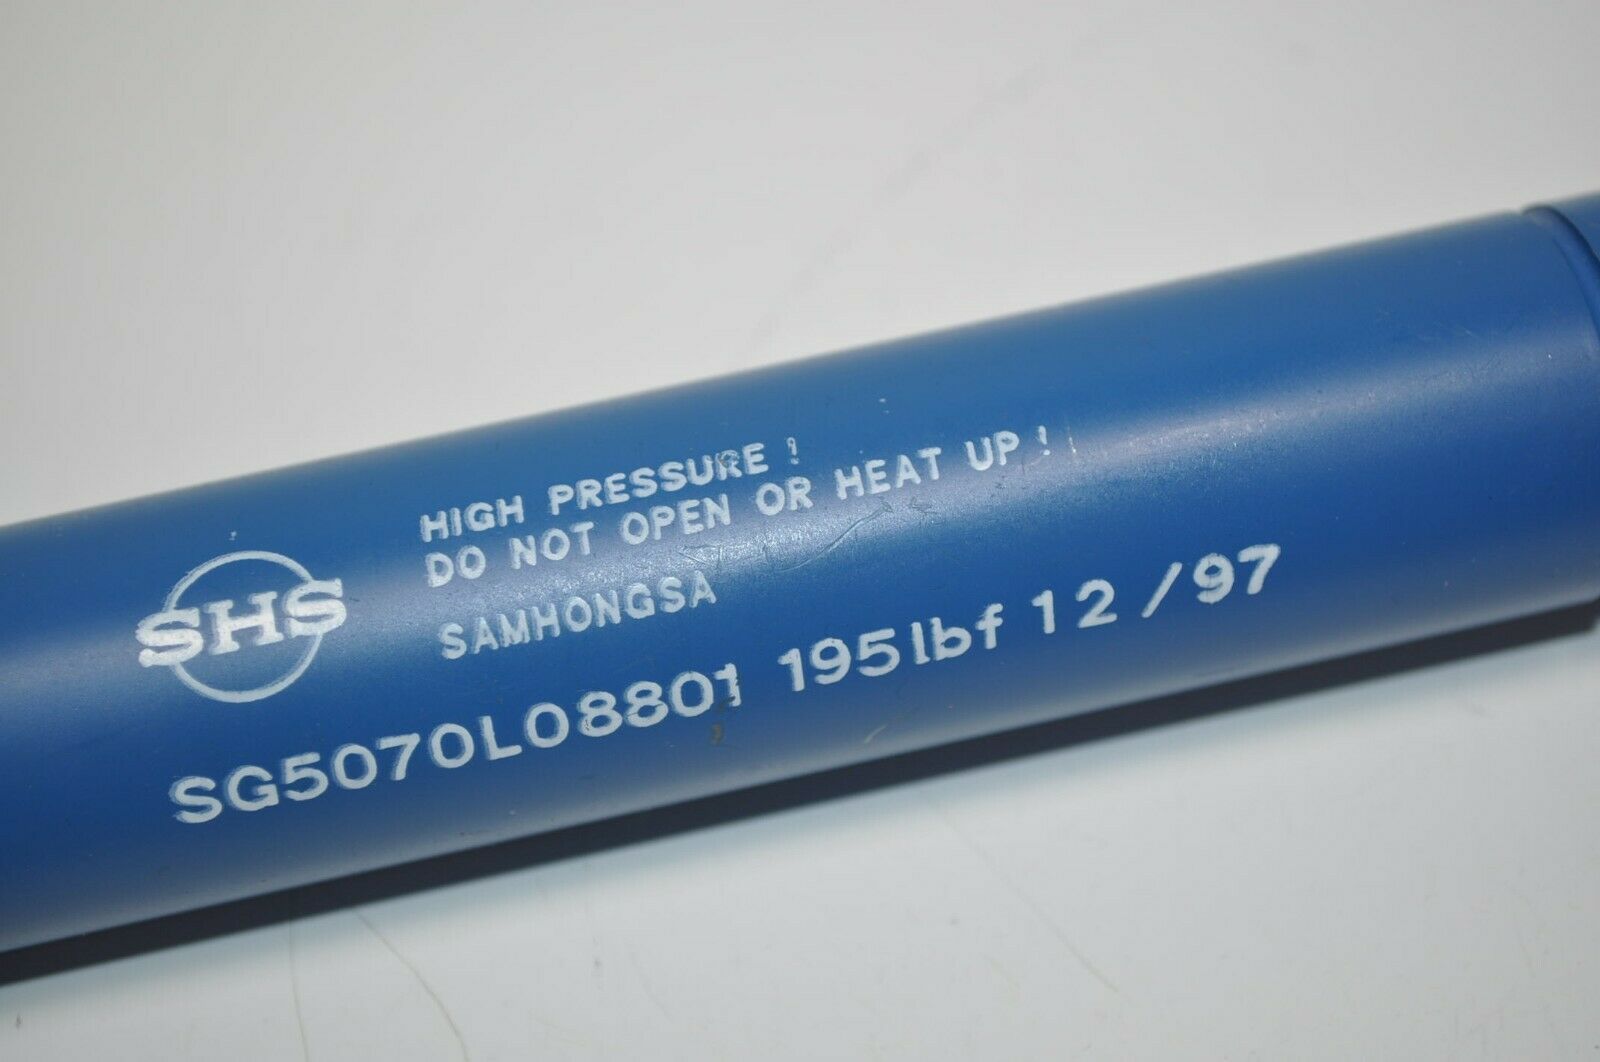 SHS
HIGH PRESSURE !
DO NOT OPEN OR HEAT UP !
SAMHONGSA
SG5070L08801 195lbf 12/97